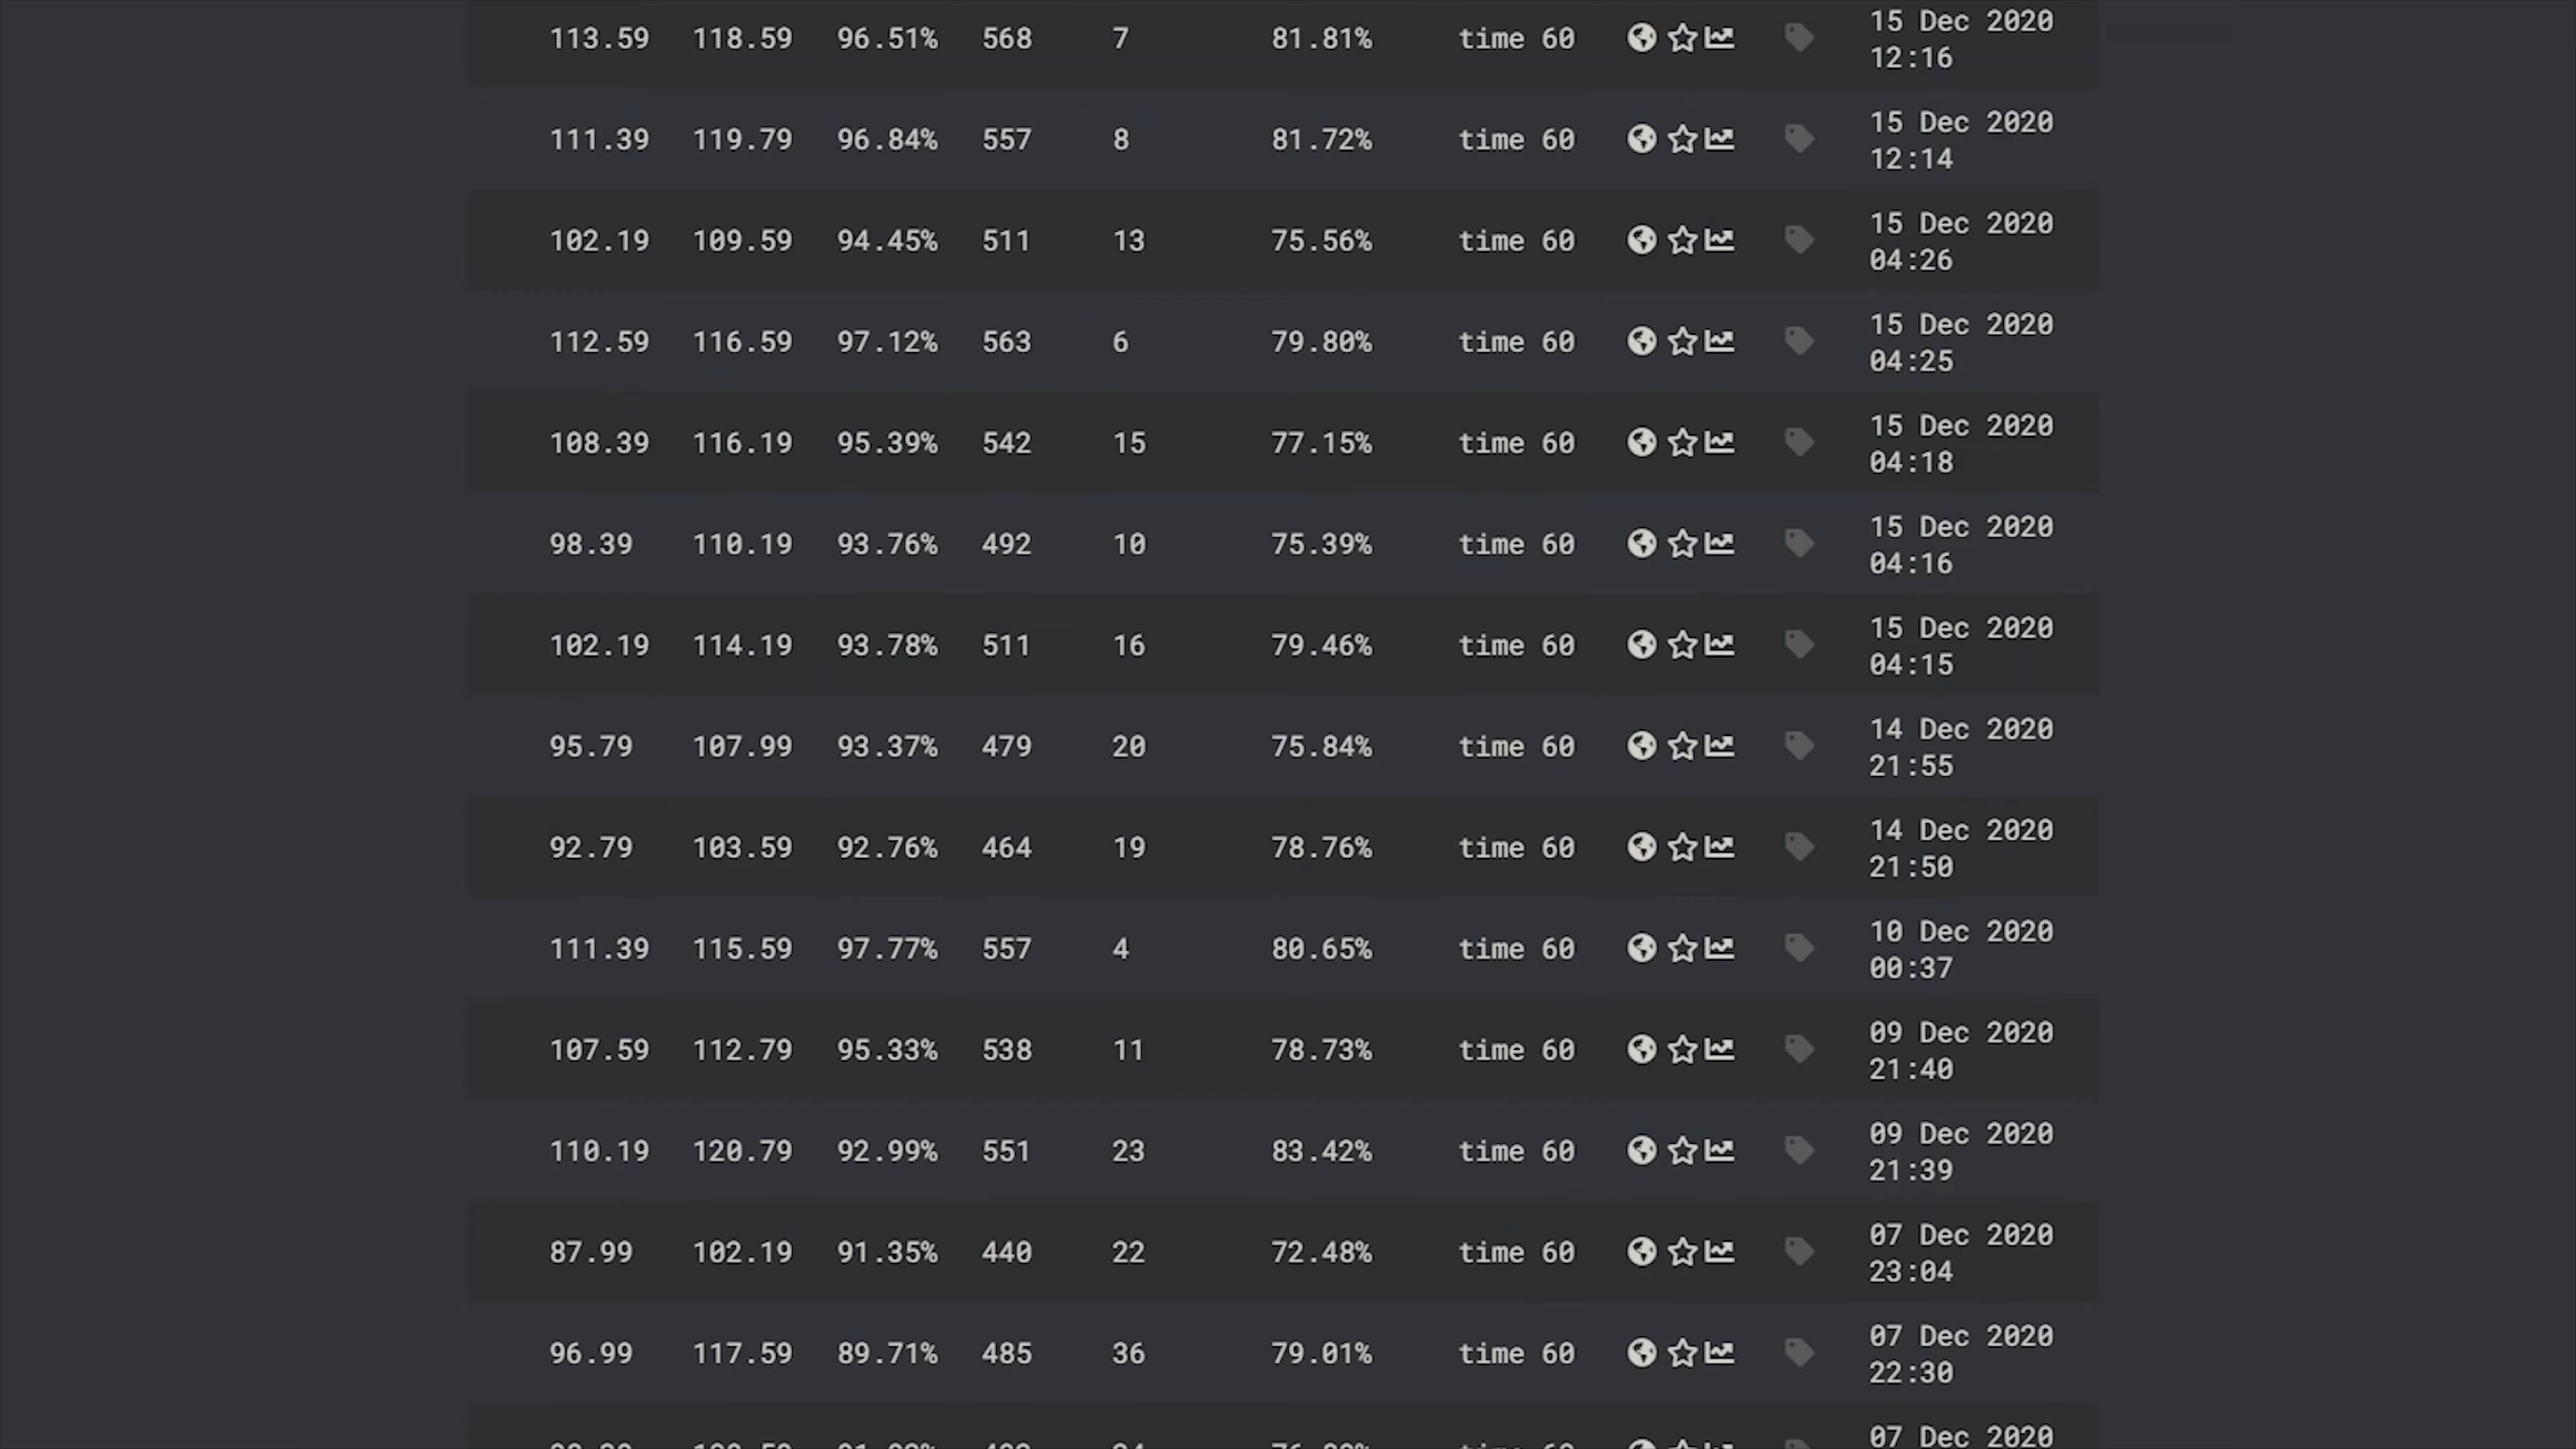 113.59 118.59 96.51% 568 7 81.81% time 60 15 Dec 2020
12:16
111.39 119.79 96.84% 557 8 81.72% time 60 15 Dec 2020
12:14
102.19 109.59 94.45% 511 13 75.56% time 60 15 Dec 2020
04:26
112.59 116.59 97.12% 563 6 79.80% time 60 15 Dec 2020
04:25
108.39 116.19 95.39% 542 15 77.15% time 60 15 Dec 2020
04:18
98.39 110.19 93.76% 492 10 75.39% time 60 15 Dec 2020
04:16
102.19 114.19 93.78% 511 16 79.46% time 60 15 Dec 2020
04:15
95.79 107.99 93.37% 479 20 75.84% time 60 14 Dec 2020
21:55
92.79 103.59 92.76% 464 19 78.76% time 60 14 Dec 2020
21:50
111.39 115.59 97.77% 557 4 80.65% time 60 10 Dec 2020
00:37
107.59 112.79 95.33% 538 11 78.73% time 60 09 Dec 2020
21:40
110.19 120.79 92.99% 551 23 83.42% time 60 09 Dec 2020
21:39
87.99 102.19 91.35% 440 22 72.48% time 60 07 Dec 2020
23:04
96.99 117.59 89.71% 485 36 79.01% time 60 07 Dec 2020
22:30
07 Dec 2020